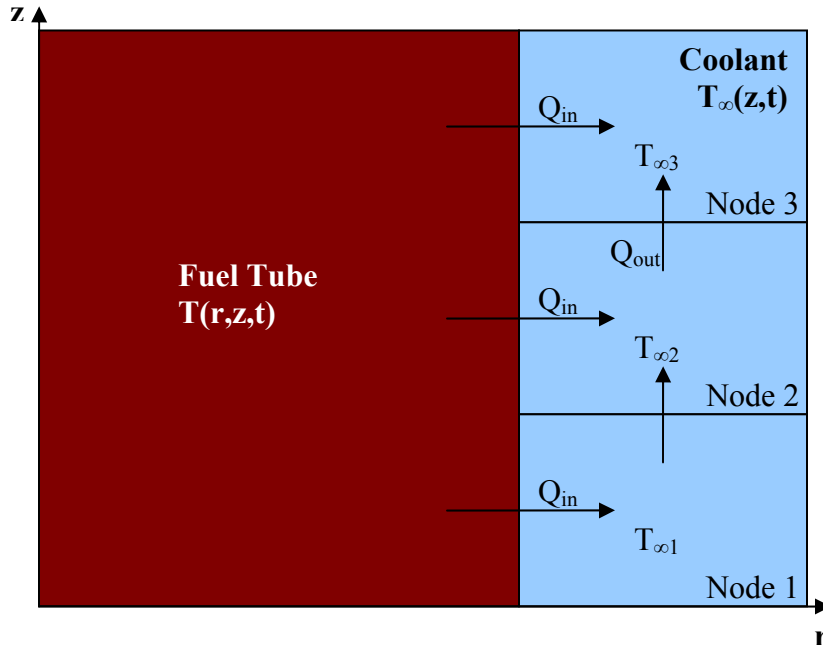 z
Coolant
T∞(z,t)
Qin
T∞3
Node 3
Qout
Fuel Tube
T(r,z,t)
Qin
T∞2
Node 2
Qin
T∞1
Node 1
r